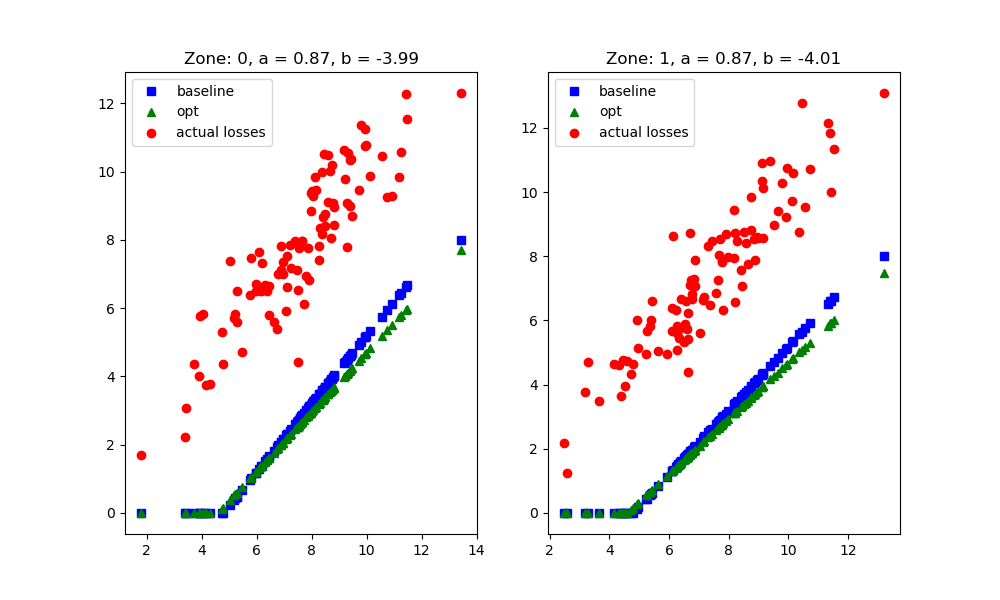 Zone: 0, a = 0.87, b = -3.99
baseline
opt
actual losses
12
10
8
6
4
2
0
2 4 6 8 10 12 14
Zone: 1, a = 0.87, b = -4.01
baseline
opt
actual losses
12
10
8
6
4
2
0
2 4 6 8 10 12